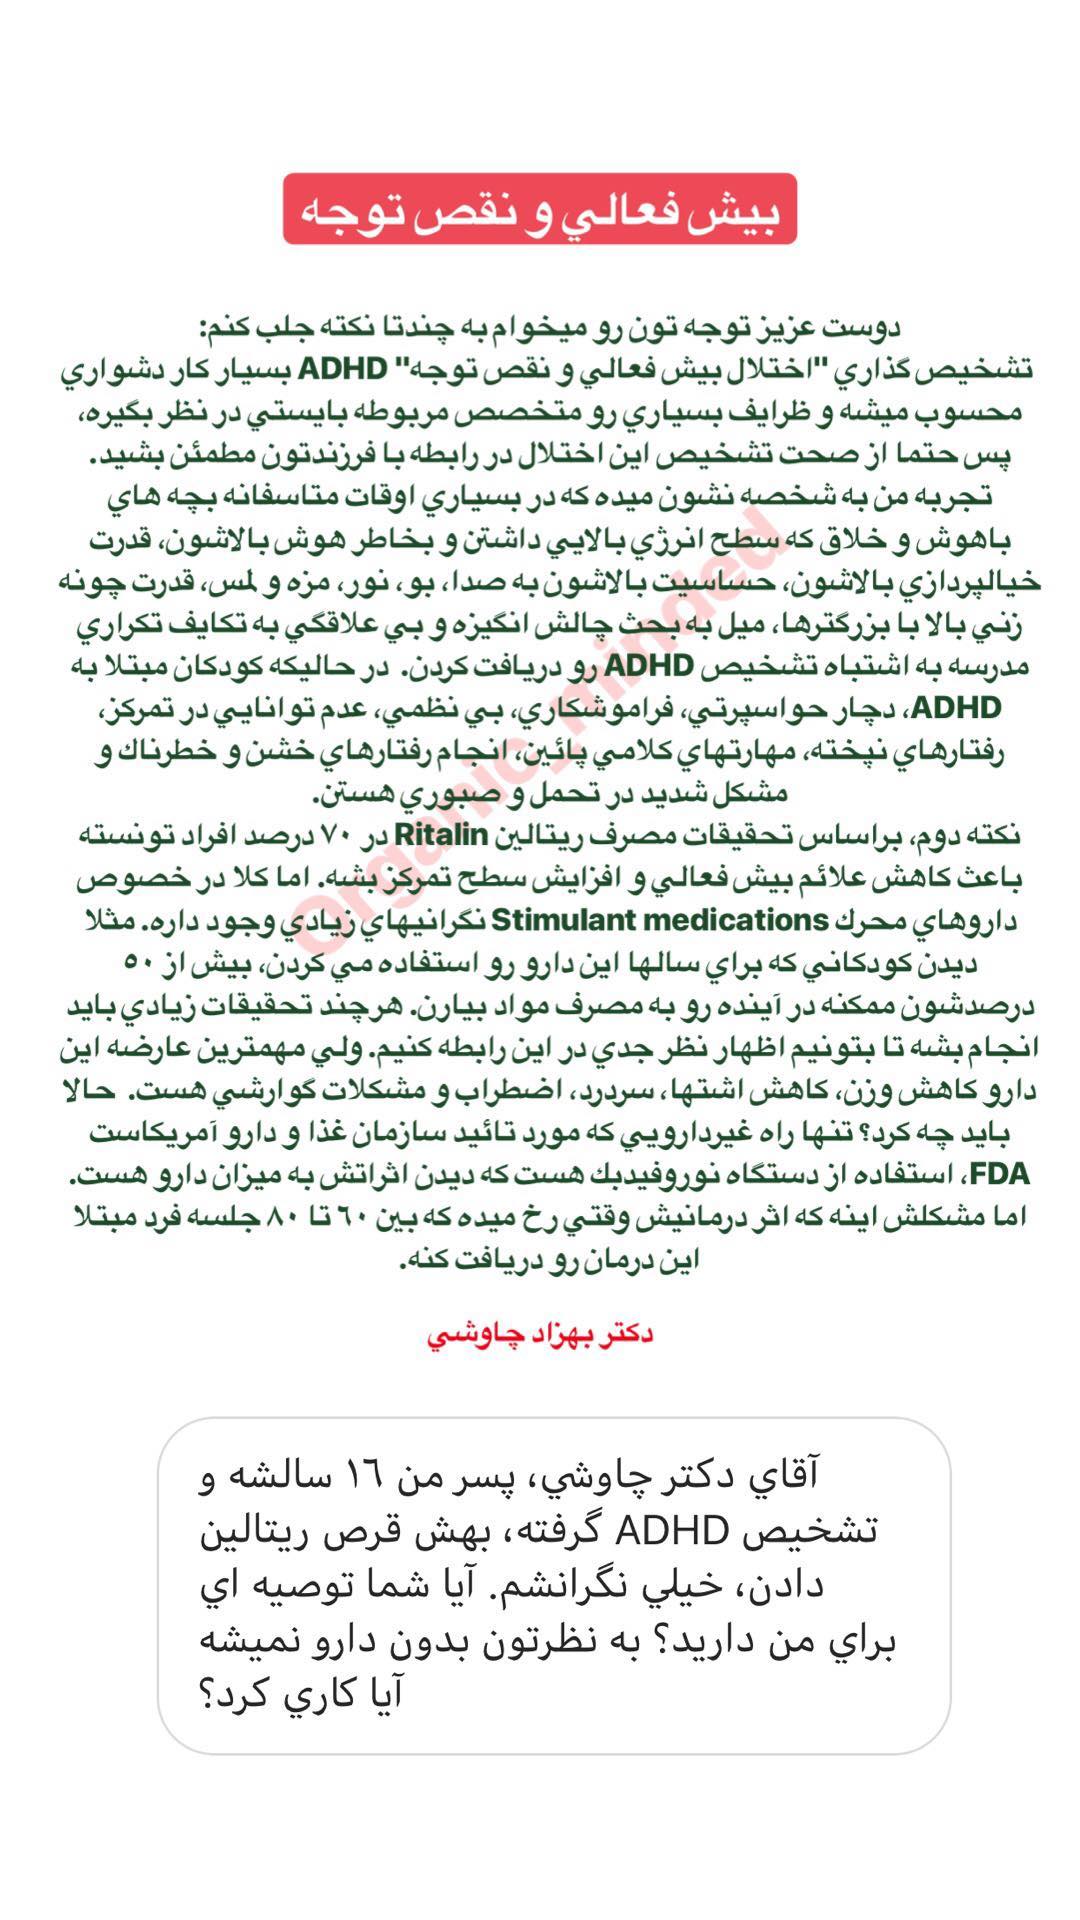 بيش فعالي و نقص توجه
دوست عزيز توجه تون رو ميخوام به چندتا نكته جلب كنم:
تشخيص گذاري "اختلال بيش فعالي و نقص توجه" ADHD بسيار كار دشواري
محسوب ميشه و ظرايف بسياري رو متخصص مربوطه بايستي در نظر بگيره،
پس حتما از صحت تشخيص اين اختلال در رابطه با فرزندتون مطمئن بشيد.
تجربه من به شخصه نشون ميده كه در بسياري اوقات متاسفانه بچه هاي
باهوش و خلاق كه سطح انرژي بالايي داشتن و بخاطر هوش بالاشون، قدرت
خيالپردازي بالاشون، حساسيت بالاشون به صدا، بو، نور، مزه و لمس، قدرت چونه
زني بالا با بزرگترها، ميل به بحث چالش انگيزه و بي علاقگي به تكايف تكراري
مدرسه به اشتباه تشخيص ADHD رو دريافت كردن. در حاليكه كودكان مبتلا به
ADHD، دچار حواسپرتي، فراموشكاري، بي نظمي، عدم توانايي در تمركز،
رفتارهاي نپخته، مهارتهاي كلامي پائين، انجام رفتارهاي خشن و خطرناك و
مشكل شديد در تحمل و صبوري هستن.
نكته دوم، براساس تحقيقات مصرف ريتالين Ritalin در ٧٠ درصد افراد تونسته
باعث كاهش علائم بيش فعالي و افزايش سطح تمركز بشه. اما كلا در خصوص
داروهاي محرك Stimulant medications نگرانيهاي زيادي وجود داره. مثلا
ديدن كودكاني كه براي سالها اين دارو رو استفاده مي كردن، بيش از ٥٠
درصدشون ممكنه در آينده رو به مصرف مواد بيارن. هرچند تحقيقات زيادي بايد
انجام بشه تا بتونيم اظهار نظر جدي در اين رابطه كنيم. ولي مهمترين عارضه اين
دارو كاهش وزن، كاهش اشتها، سردرد، اضطراب و مشكلات گوارشي هست. حالا
بايد چه كرد؟ تنها راه غيردارويي كه مورد تائيد سازمان غذا و دارو آمريكاست
FDA، استفاده از دستگاه نوروفيدبك هست كه ديدن اثراتش به ميزان دارو هست.
اما مشكلش اينه كه اثر درمانيش وقتي رخ ميده كه بين ٦٠ تا ٨٠ جلسه فرد مبتلا
اين درمان رو دريافت كنه.
Organic_minded
دكتر بهزاد چاوشي
آقاي دكتر چاوشي، پسر من ١٦ سالشه و
تشخيص ADHD گرفته، بهش قرص ريتالين
دادن، خيلي نگرانشم. آيا شما توصيه اي
براي من داريد؟ به نظرتون بدون دارو نميشه
آيا كاري كرد؟